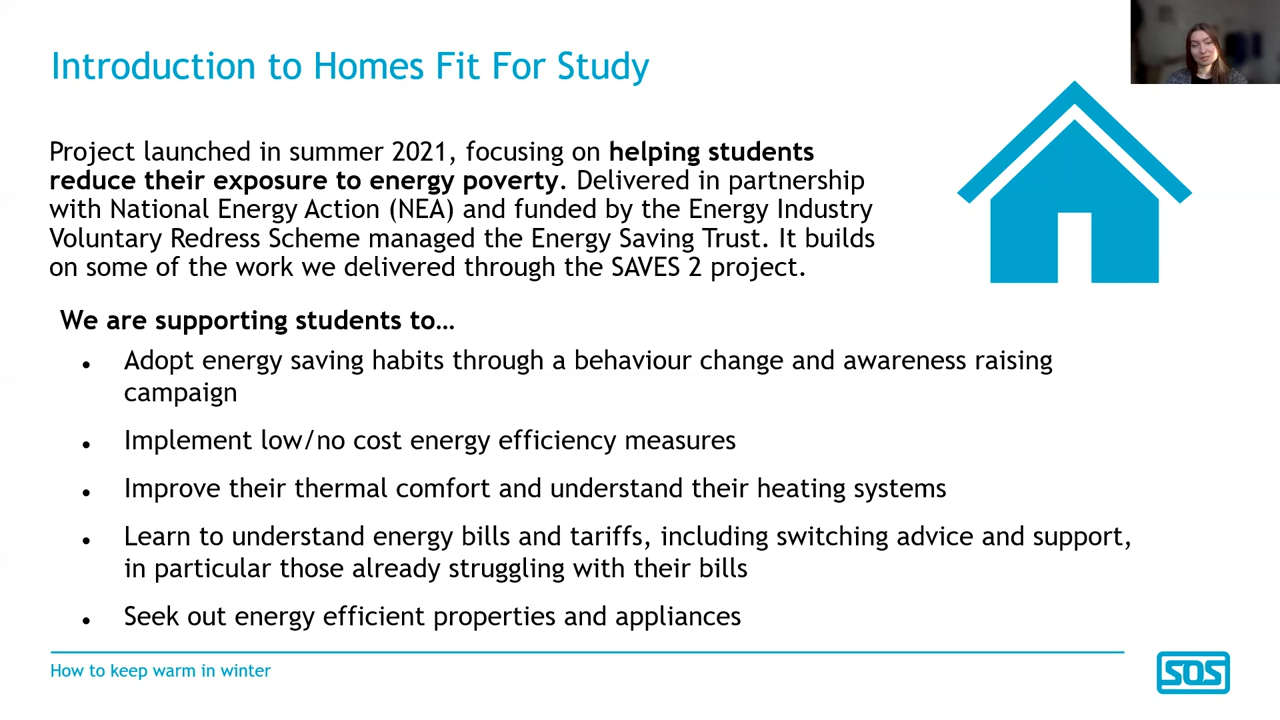 Introduction to Homes Fit For Study
Project launched in summer 2021, focusing on helping students
reduce their exposure to energy poverty. Delivered in partnership
with National Energy Action (NEA) and funded by the Energy Industry
Voluntary Redress Scheme managed the Energy Saving Trust. It builds
on some of the work we delivered through the SAVES 2 project.
We are supporting students to…
• Adopt energy saving habits through a behaviour change and awareness raising
campaign
• Implement low/no cost energy efficiency measures
• Improve their thermal comfort and understand their heating systems
• Learn to understand energy bills and tariffs, including switching advice and support,
in particular those already struggling with their bills
• Seek out energy efficient properties and appliances
How to keep warm in winter
SOS